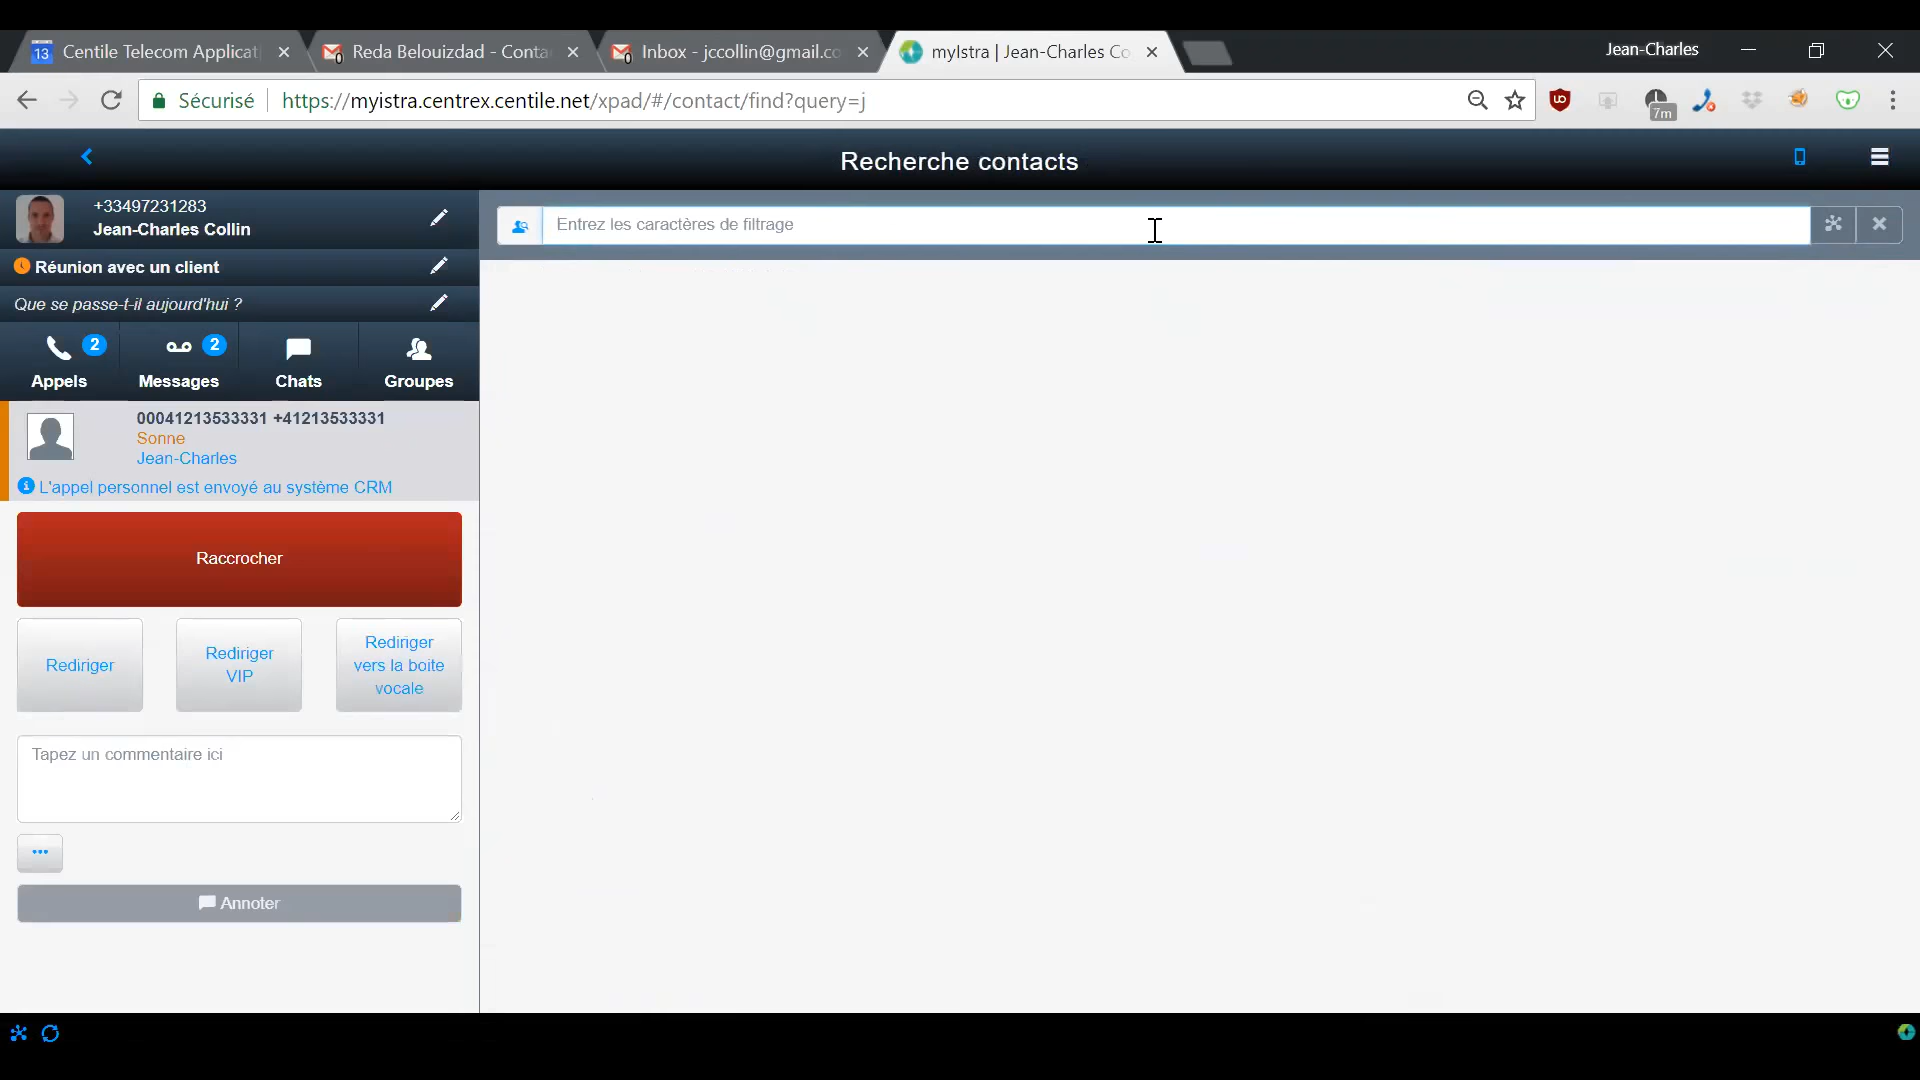 13 Centile Telecom Applicat
0 Reda Belouizdad - Conta
0 Inbox - jccollin@gmail.co
myIstra | Jean-Charles Co
Jean-Charles
Sécurisé
https://myistra.centrex.centile.net/xpad/#/contact/find?query=j
7m
Recherche contacts
+33497231283
Jean-Charles Collin
Entrez les caractères de filtrage
Réunion avec un client
Que se passe-t-il aujourd'hui ?
2
2
Appels
Messages
Chats
Groupes
00041213533331 +41213533331
Sonne
Jean-Charles
L'appel personnel est envoyé au système CRM
Raccrocher
Rediriger
Rediriger
VIP
Rediriger
vers la boite
vocale
Tapez un commentaire ici
...
Annoter